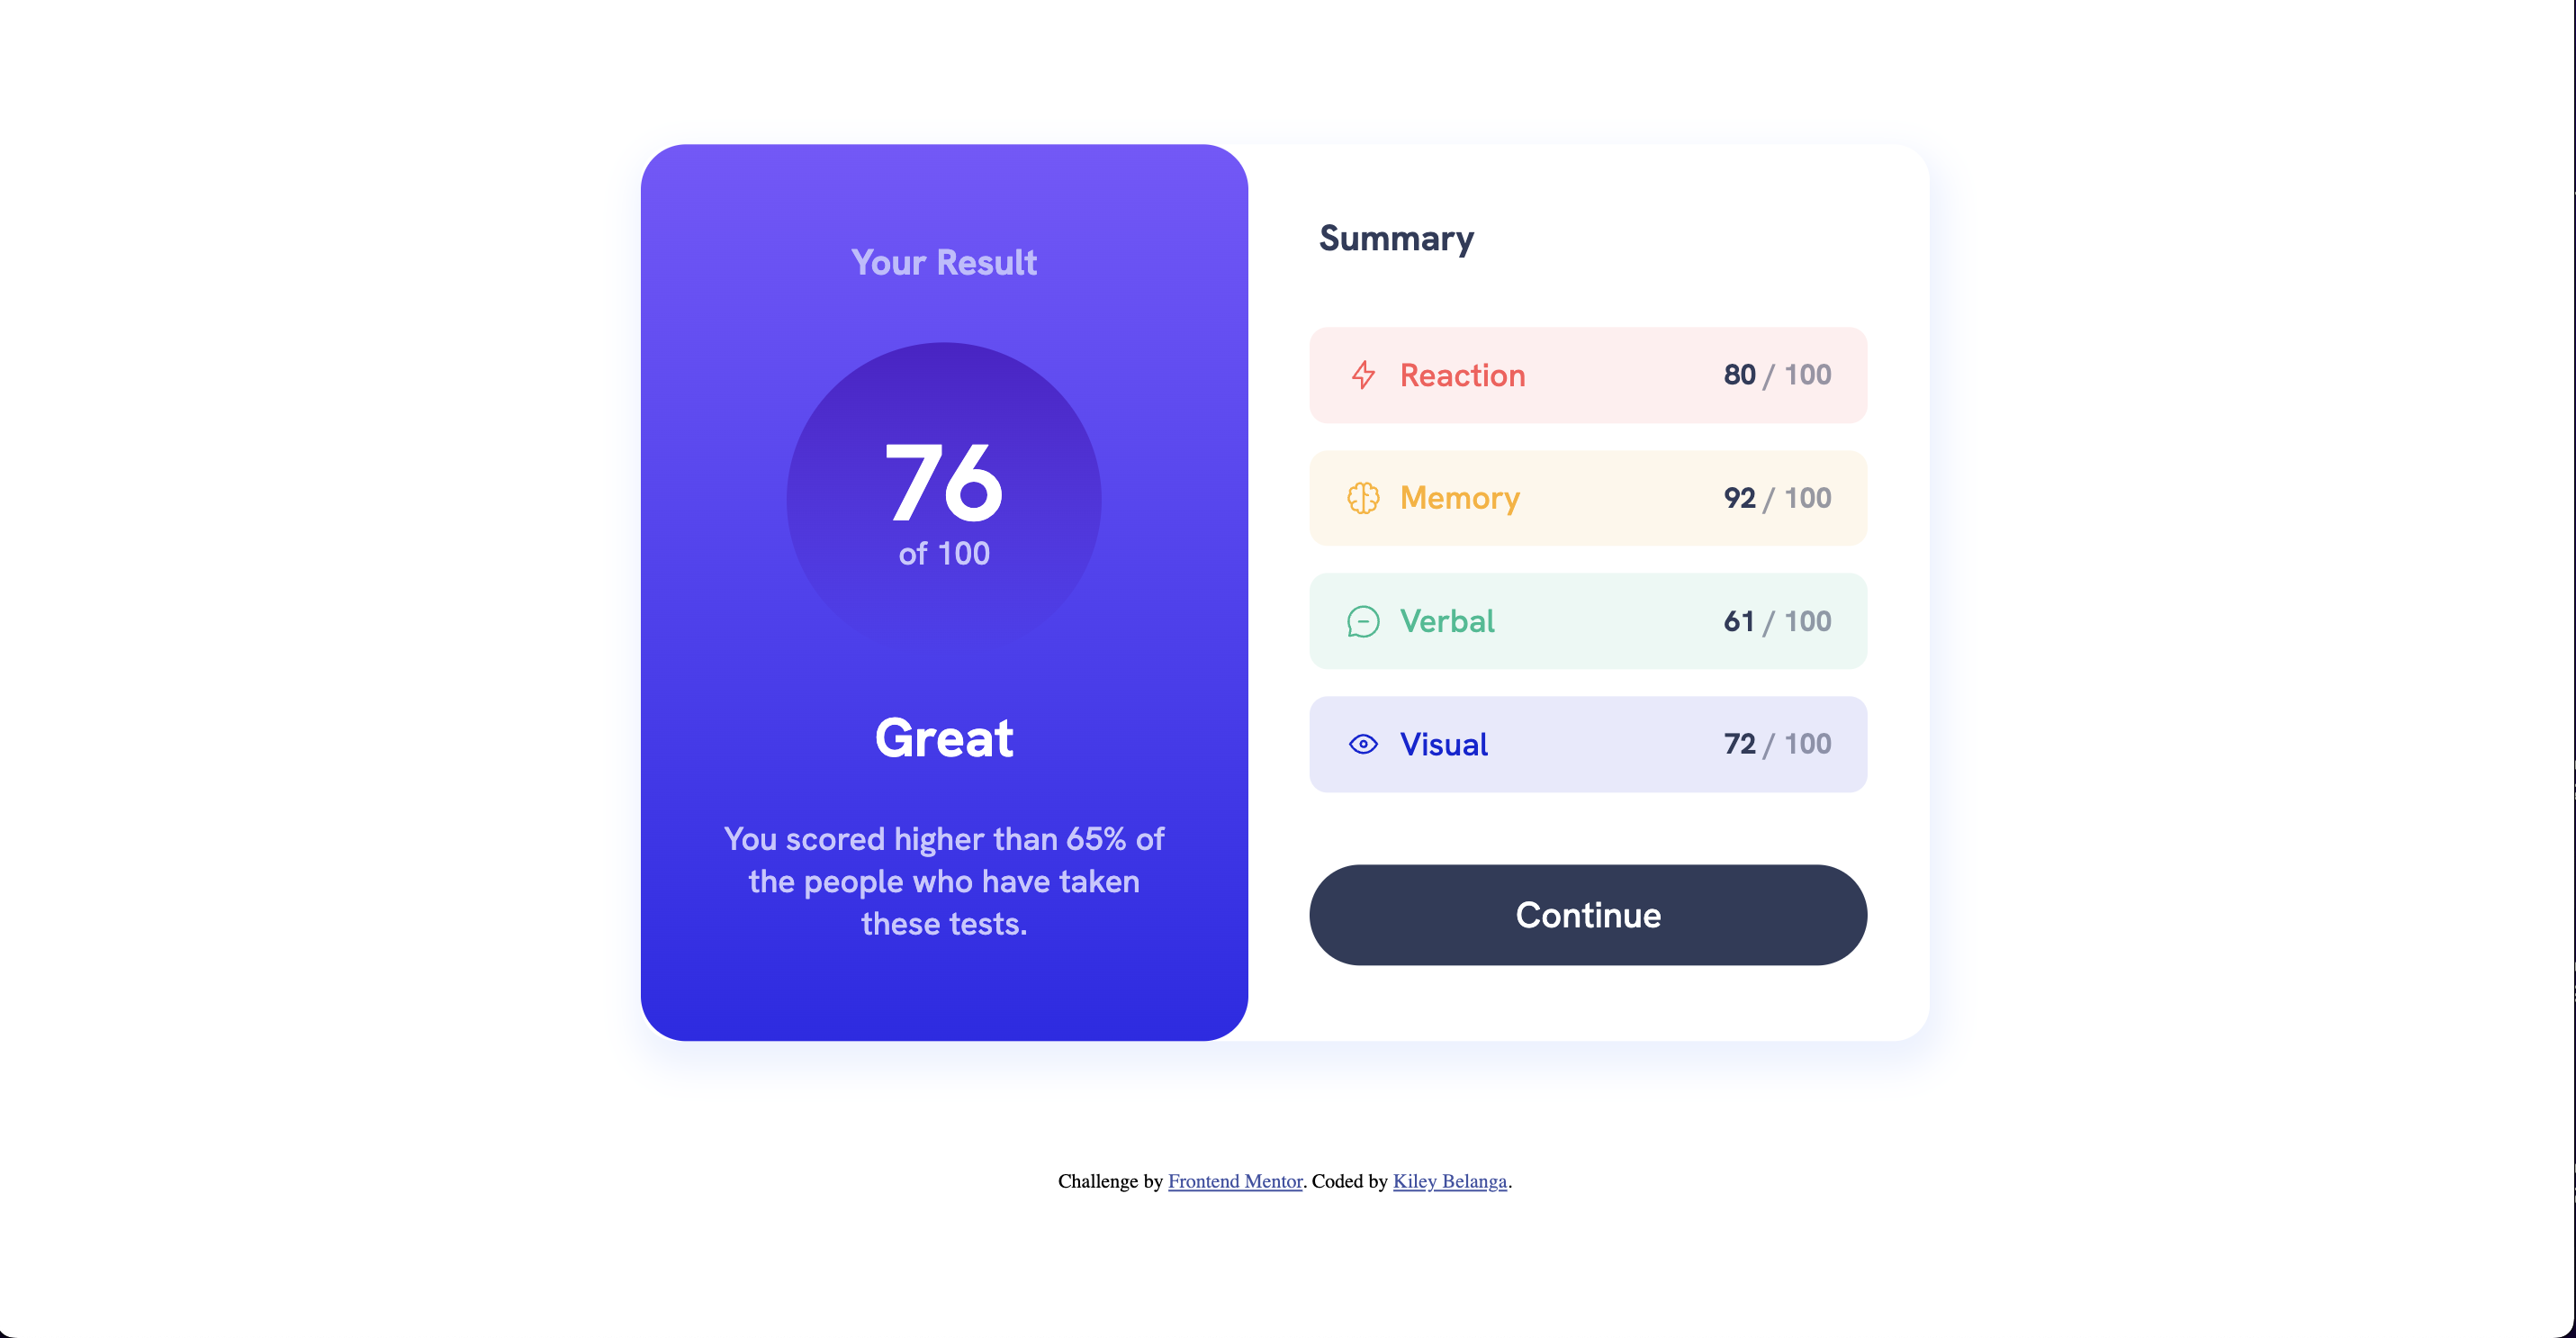 Your Result
76
of 100
Great
You scored higher than 65% of
the people who have taken
these tests.
Summary
Reaction 80 / 100
Memory 92 / 100
Verbal 61 / 100
Visual 72 / 100
Continue
Challenge by Frontend Mentor. Coded by Kiley Belanga.